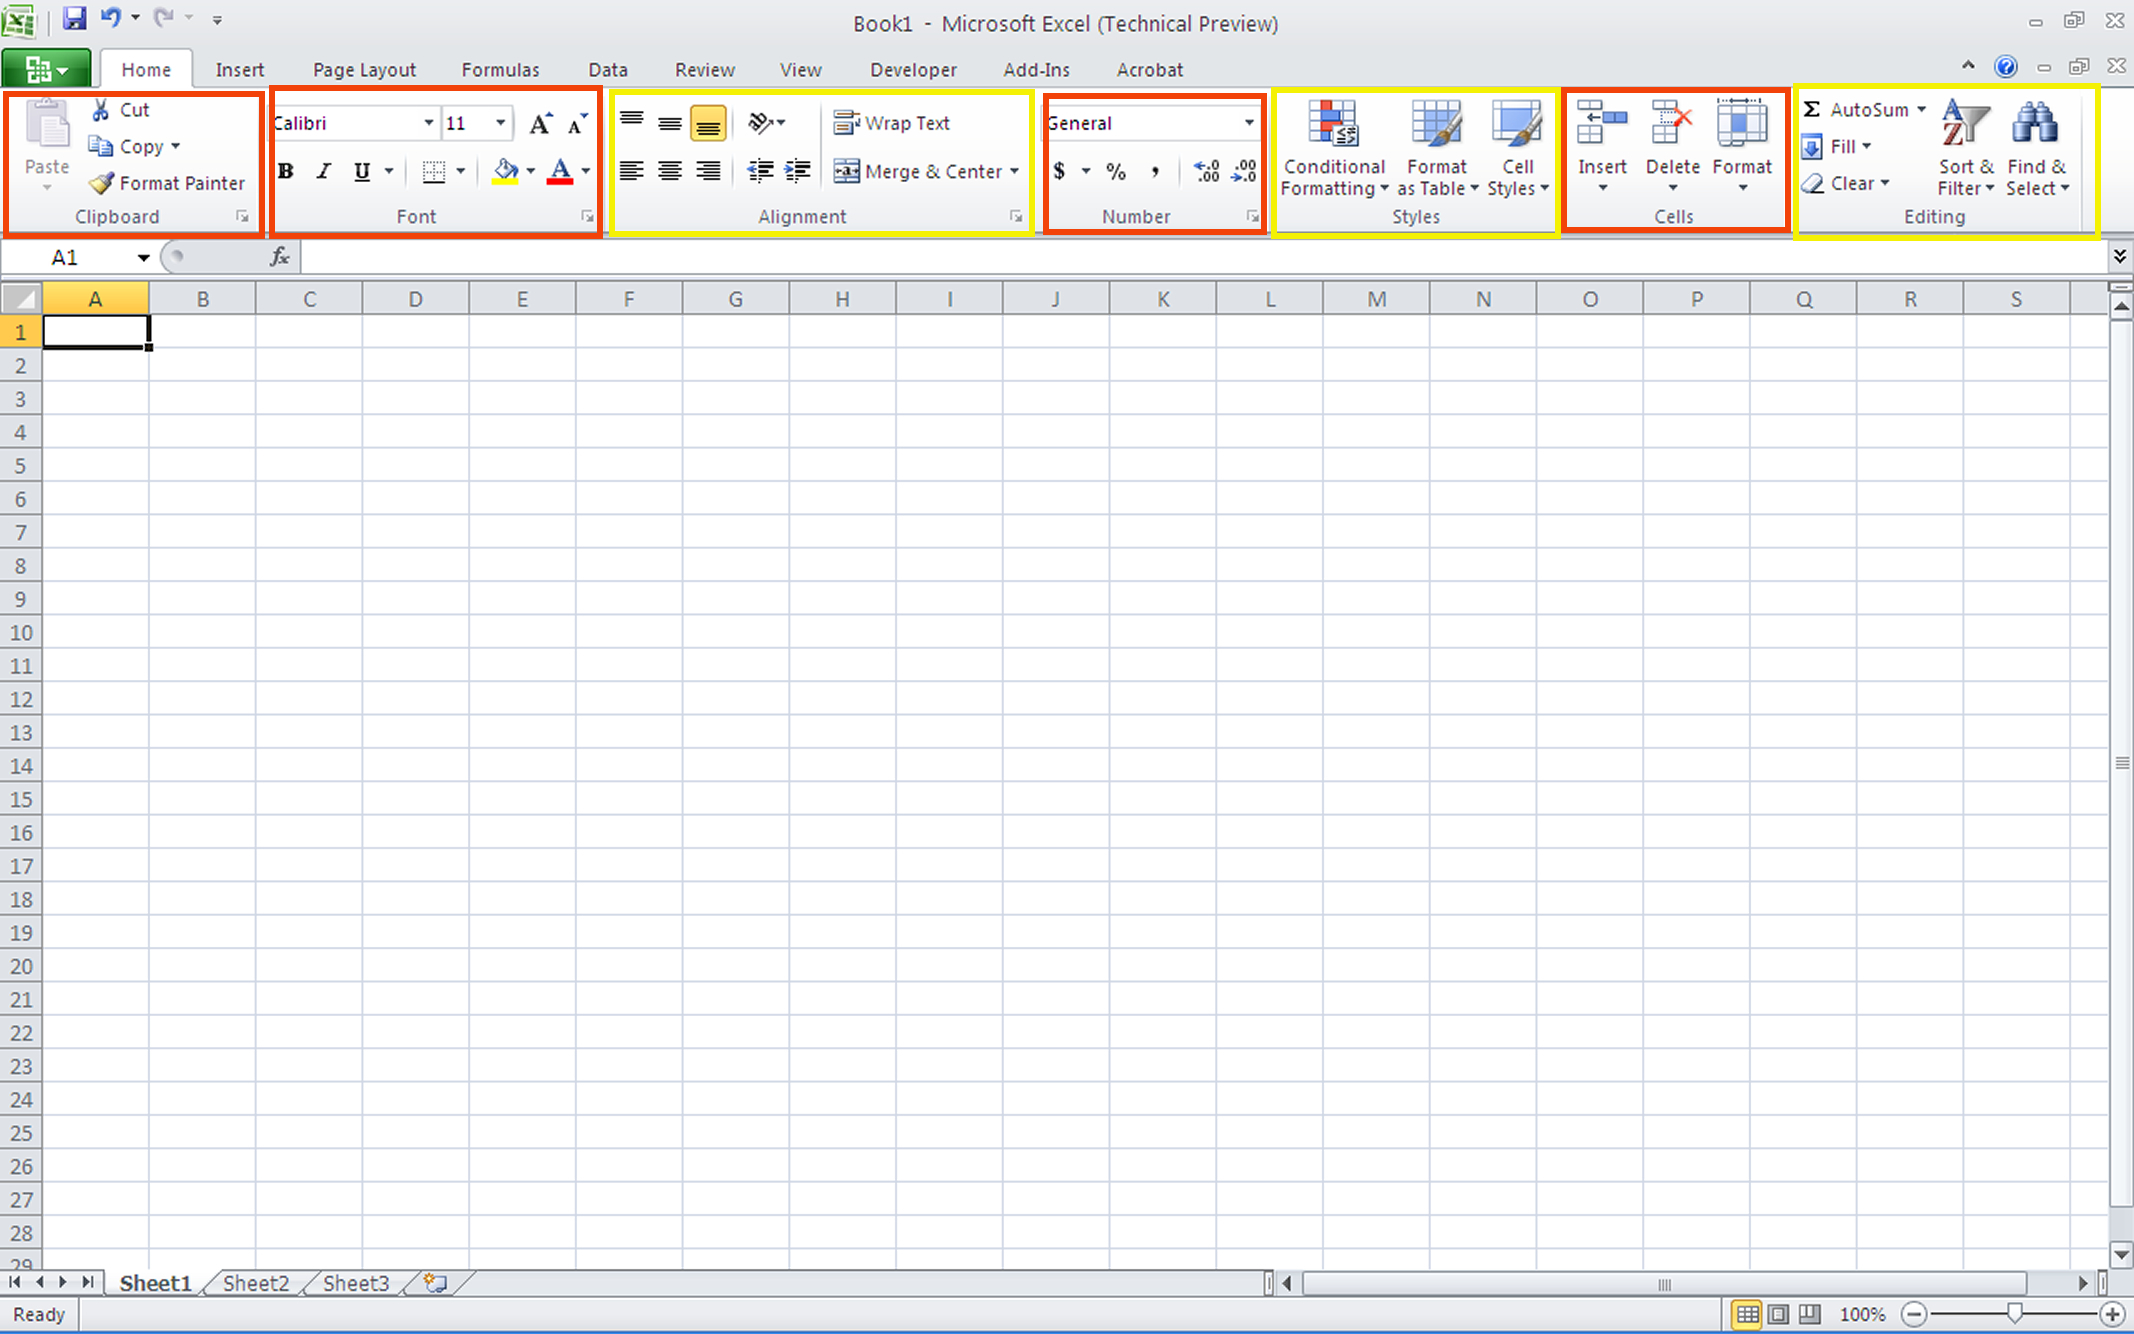 Book1 - Microsoft Excel (Technical Preview)
Home Insert Page Layout Formulas Data Review View Developer Add-Ins Acrobat
Paste
Cut
Copy
Format Painter
Clipboard
Calibri 11
B I U
Font
Wrap Text
Merge & Center
Alignment
General
$ % ,
Number
Conditional
Formatting
Format
as Table
Cell
Styles
Styles
Insert Delete Format
Cells
Σ AutoSum
Fill
Clear
Sort &
Filter
Find &
Select
Editing
A1 fx
A B C D E F G H I J K L M N O P Q R S
1
2
3
4
5
6
7
8
9
10
11
12
13
14
15
16
17
18
19
20
21
22
23
24
25
26
27
28
29
Sheet1 Sheet2 Sheet3
Ready 100%